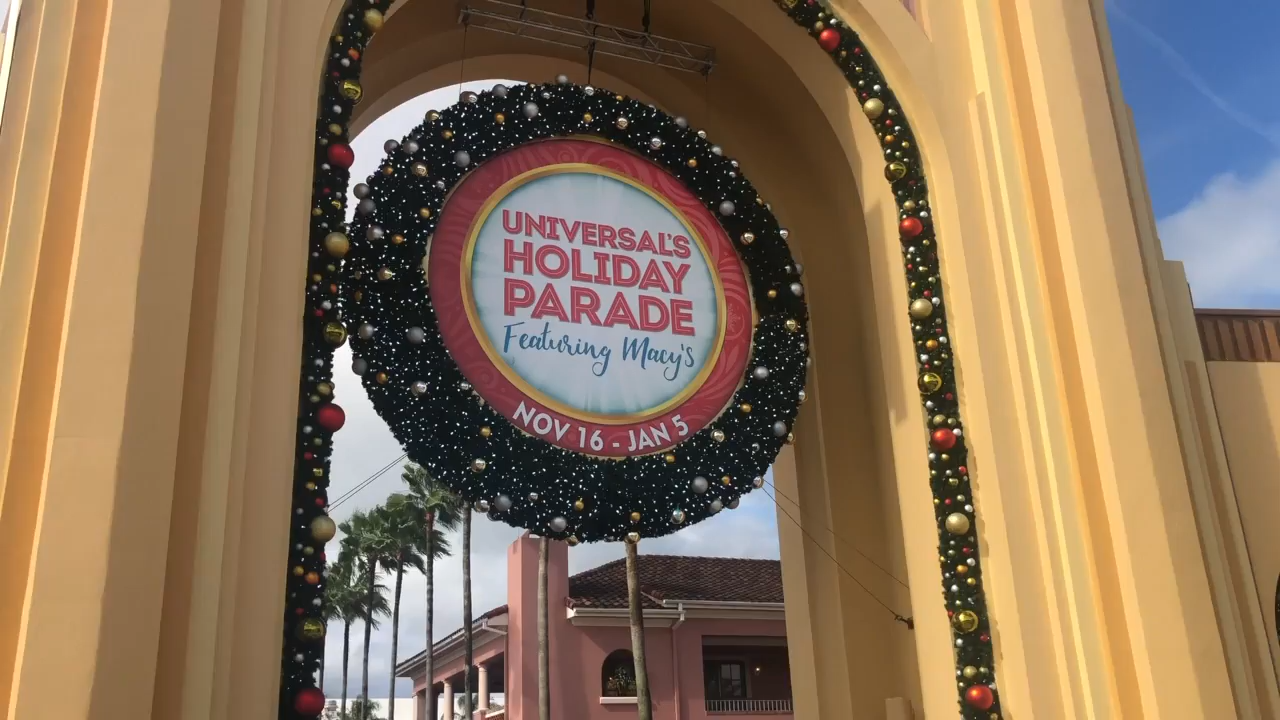 UNIVERSAL'S
HOLIDAY
PARADE
Featuring Macy's
NOV 16 - JAN 5